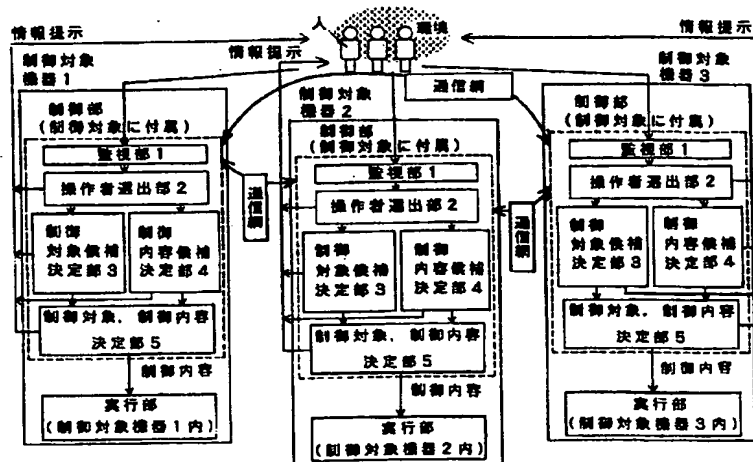 情報提示
人
環境
情報提示
情報提示
制御対象
機器1
制御部
(制御対象に付属)
監視部1
操作者選出部2
制御
対象候補
決定部3
制御
内容候補
決定部4
制御対象,制御内容
決定部5
制御内容
実行部
(制御対象機器1内)
通信網
通信網
制御対象
機器2
制御部
(制御対象に付属)
監視部1
操作者選出部2
制御
対象候補
決定部3
制御
内容候補
決定部4
制御対象,制御内容
決定部5
制御内容
実行部
(制御対象機器2内)
通信網
制御対象
機器3
制御部
(制御対象に付属)
監視部1
操作者選出部2
制御
対象候補
決定部3
制御
内容候補
決定部4
制御対象,制御内容
決定部5
制御内容
実行部
(制御対象機器3内)